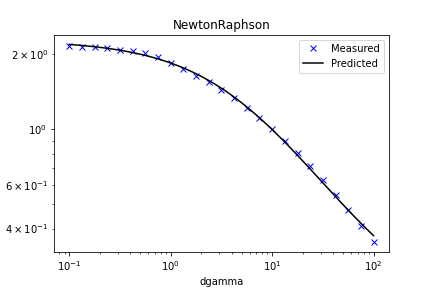 NewtonRaphson
Measured
Predicted
2 × 10⁰
10⁰
6 × 10⁻¹
4 × 10⁻¹
10⁻¹ 10⁰ 10¹ 10²
dgamma